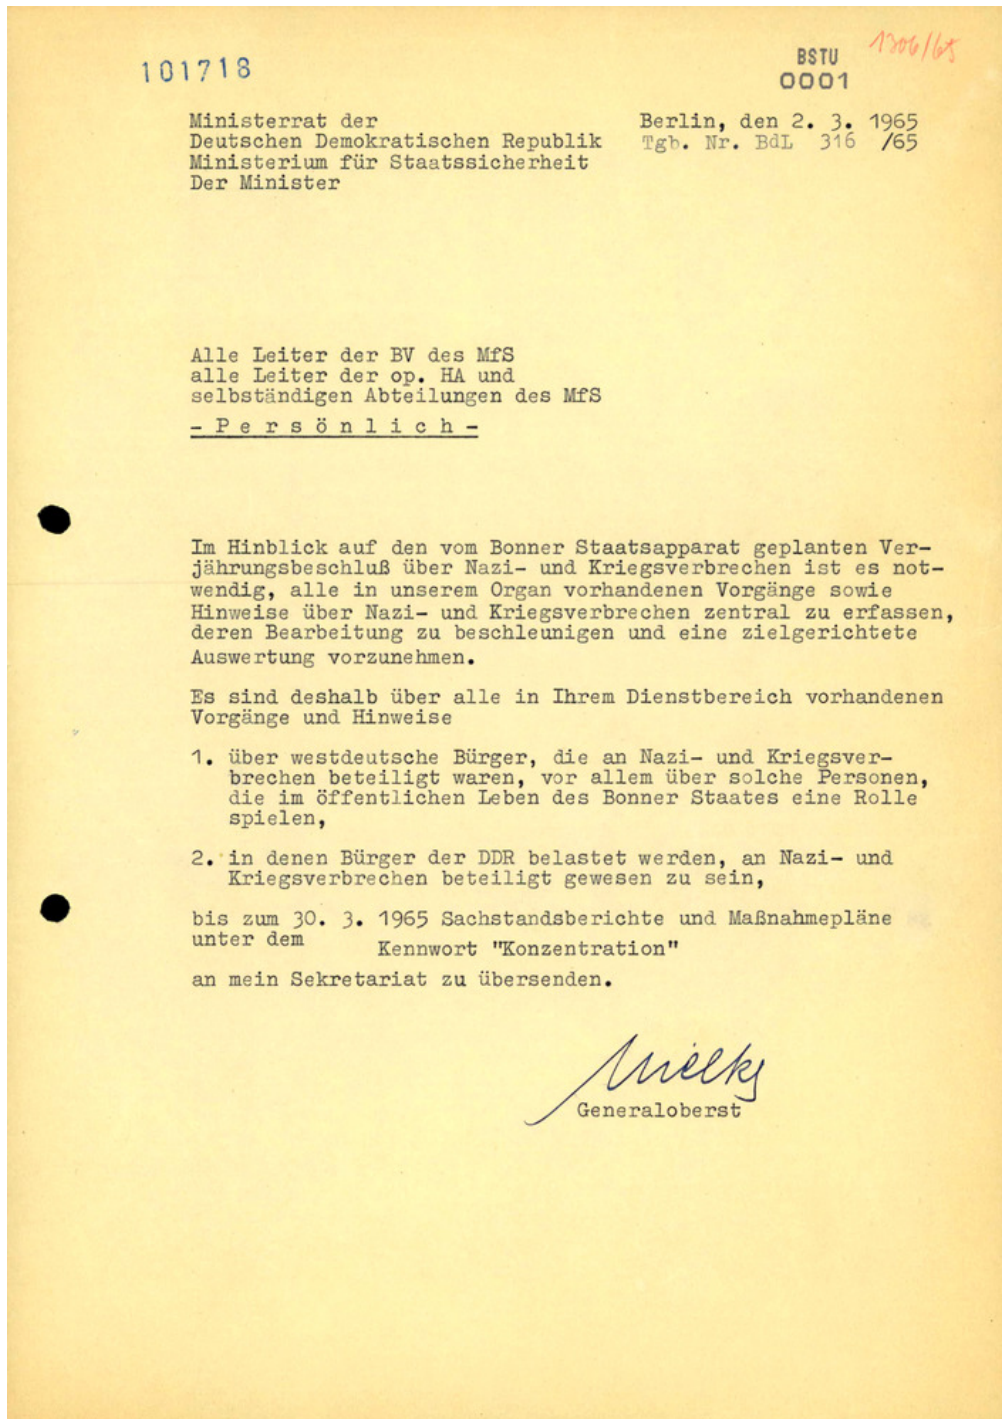 1306/65
101718
BSTU
0001
Ministerrat der
Deutschen Demokratischen Republik
Ministerium für Staatssicherheit
Der Minister
Berlin, den 2. 3. 1965
Tgb. Nr. BdL 316 /65
Alle Leiter der BV des MfS
alle Leiter der op. HA und
selbständigen Abteilungen des MfS
- P e r s ö n l i c h -
Im Hinblick auf den vom Bonner Staatsapparat geplanten Ver-
jährungsbeschluß über Nazi- und Kriegsverbrechen ist es not-
wendig, alle in unserem Organ vorhandenen Vorgänge sowie
Hinweise über Nazi- und Kriegsverbrechen zentral zu erfassen,
deren Bearbeitung zu beschleunigen und eine zielgerichtete
Auswertung vorzunehmen.
Es sind deshalb über alle in Ihrem Dienstbereich vorhandenen
Vorgänge und Hinweise
1. über westdeutsche Bürger, die an Nazi- und Kriegsver-
brechen beteiligt waren, vor allem über solche Personen,
die im öffentlichen Leben des Bonner Staates eine Rolle
spielen,
2. in denen Bürger der DDR belastet werden, an Nazi- und
Kriegsverbrechen beteiligt gewesen zu sein,
bis zum 30. 3. 1965 Sachstandsberichte und Maßnahmepläne
unter dem
Kennwort "Konzentration"
an mein Sekretariat zu übersenden.
Mielke
Generaloberst